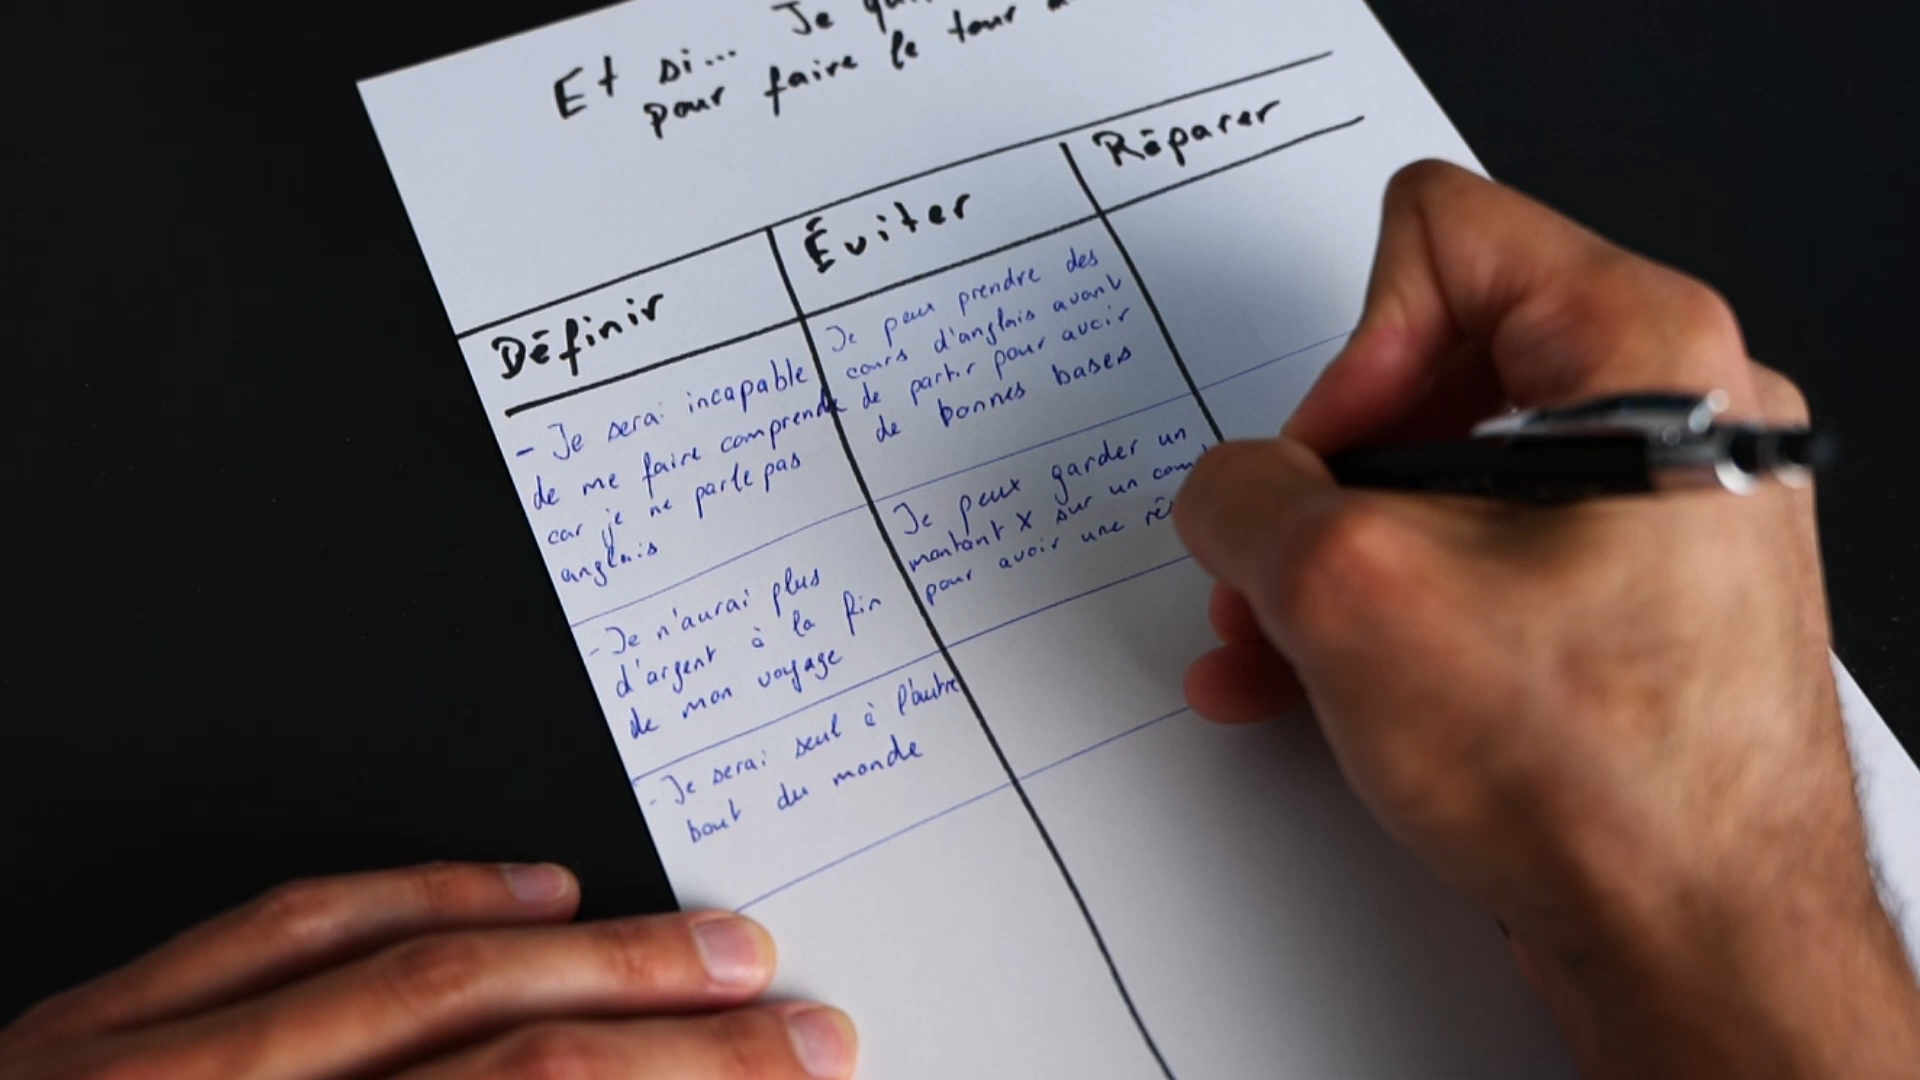 Et si... Je
pour faire le tour
Définir
Éviter
Réparer
- Je serai incapable
de me faire comprendre
car je ne parle pas
anglais
Je peux prendre des
cours d'anglais avant
de partir pour avoir
de bonnes bases
- Je n'aurai plus
d'argent à la fin
de mon voyage
Je peux garder un
montant X sur un
pour avoir une
- Je serai seul à l'autre
bout du monde